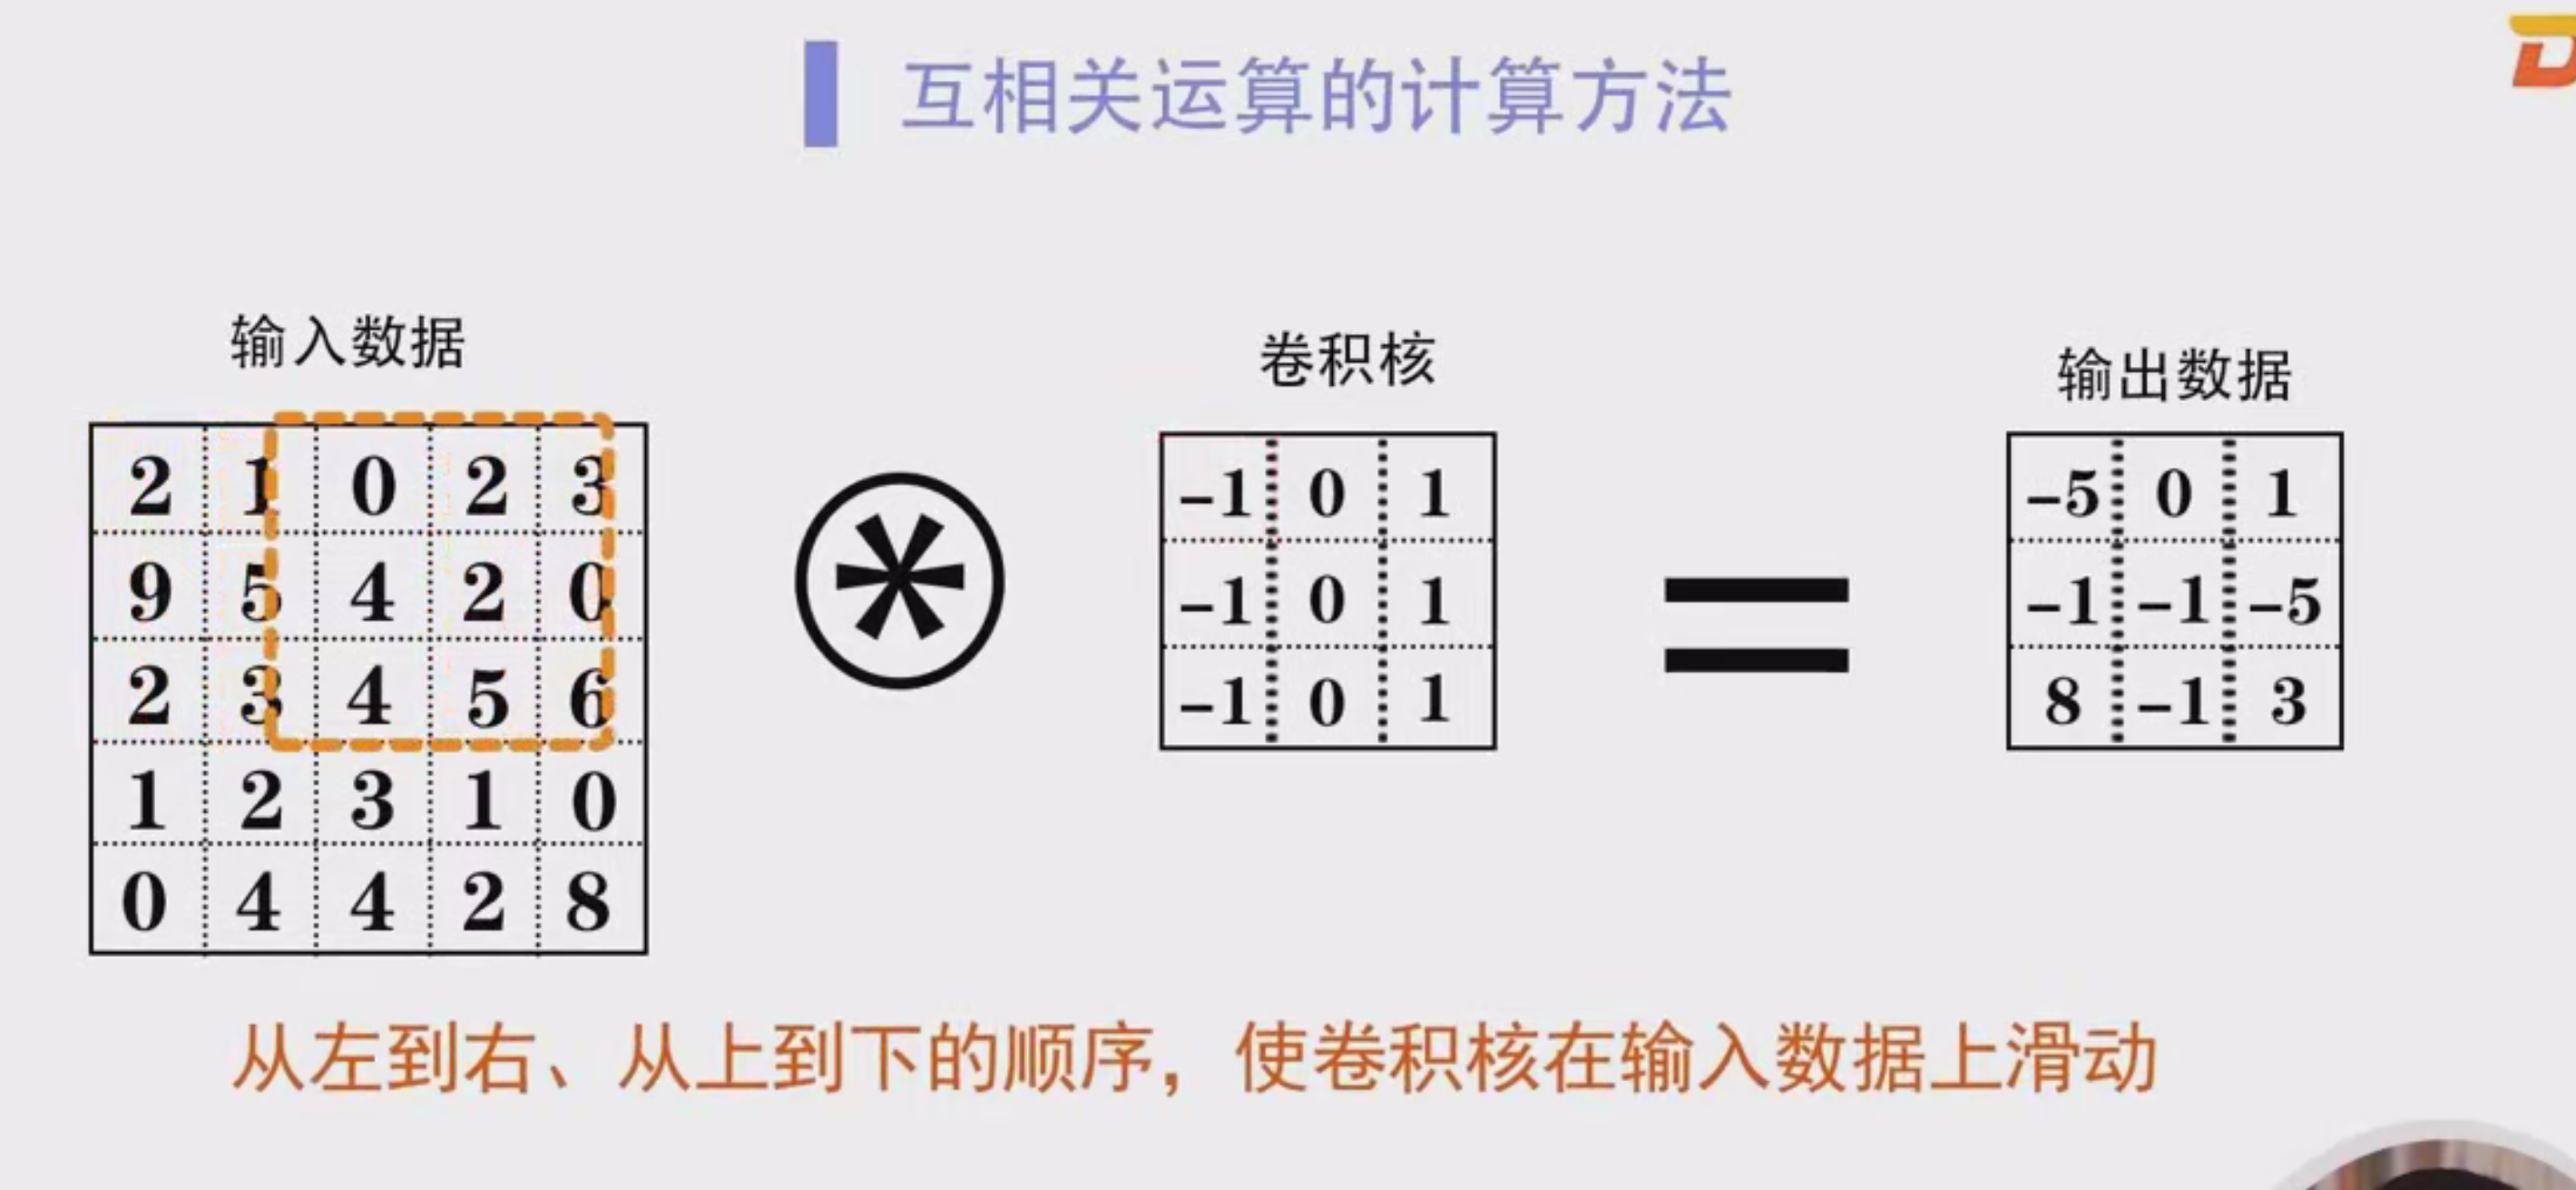 互相关运算的计算方法
输入数据
卷积核
输出数据
2 1 0 2 3
9 5 4 2 0
2 3 4 5 6
1 2 3 1 0
0 4 4 2 8
*
-1 0 1
-1 0 1
-1 0 1
=
-5 0 1
-1 -1 -5
8 -1 3
从左到右、从上到下的顺序，使卷积核在输入数据上滑动